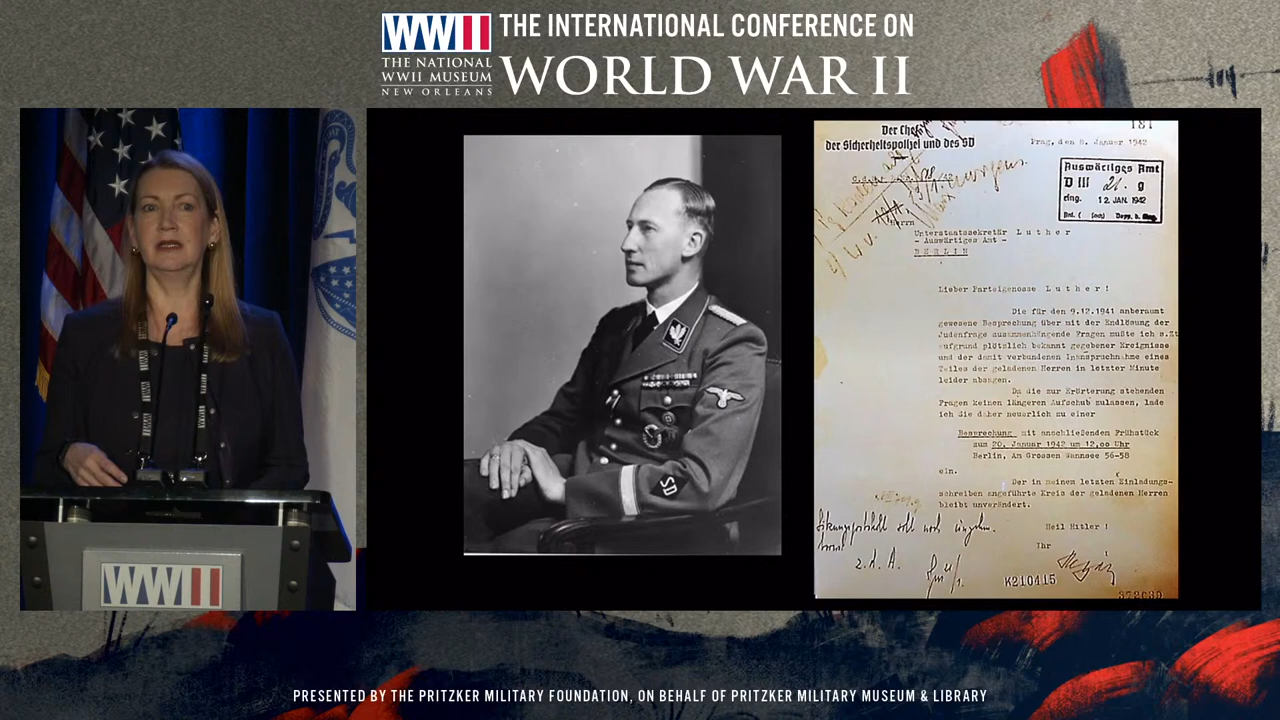 WWII
THE NATIONAL
WWII MUSEUM
NEW ORLEANS
THE INTERNATIONAL CONFERENCE ON
WORLD WAR II
WWII
SD
Der Chef
der Sicherheitspolizei und des SD
181
Prag, den 8. Januar 1942
Auswärtiges Amt
D III 21. g
eing. 12. JAN. 1942
Unterstaatssekretär L u t h e r
- Auswärtiges Amt -
B E R L I N
Lieber Parteigenosse L u t h e r !
Die für den 9.12.1941 anberaumt
gewesene Besprechung über mit der Endlösung der
Judenfrage zusammenhängende Fragen mußte ich s.Zt
aufgrund plötzlich bekannt gegebener Ereignisse
und der damit verbundenen Inanspruchnahme eines
Teiles der geladenen Herren in letzter Minute
leider absagen.
Da die zur Erörterung stehenden
Fragen keinen längeren Aufschub zulassen, lade
ich Sie daher neuerlich zu einer
Besprechung mit anschließendem Frühstück
zum 20. Januar 1942 um 12,oo Uhr
Berlin, Am Grossen Wannsee 56-58
ein.
Der in meinem letzten Einladungs-
schreiben angeführte Kreis der geladenen Herren
bleibt unverändert.
Heil Hitler !
Ihr
z. d. A.
K210415
372039
PRESENTED BY THE PRITZKER MILITARY FOUNDATION, ON BEHALF OF PRITZKER MILITARY MUSEUM & LIBRARY